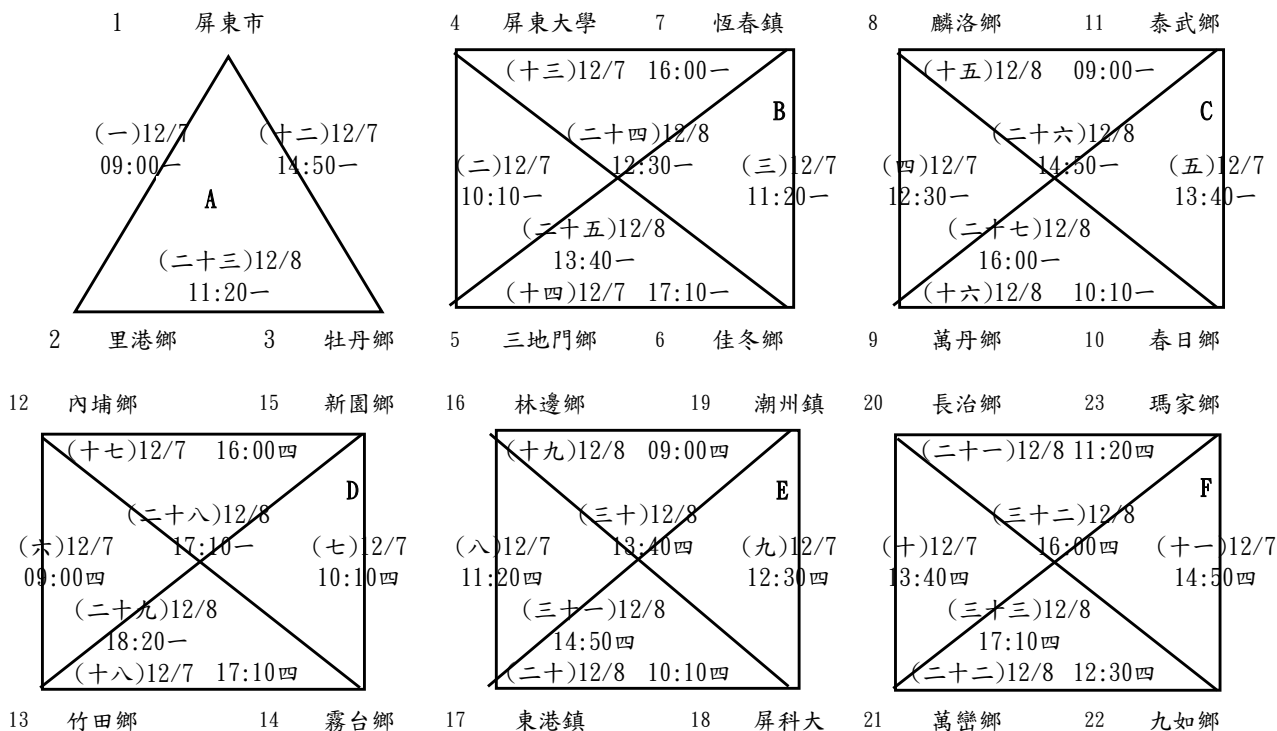 1 屏東市 4 屏東大學 7 恆春鎮 8 麟洛鄉 11 泰武鄉
(十三)12/7 16:00一 (十五)12/8 09:00一
B C
(一)12/7 (十二)12/7 (二十四)12/8 (二十六)12/8
09:00一 14:50一 (二)12/7 12:30一 (三)12/7 (四)12/7 14:50一 (五)12/7
A 10:10一 11:20一 12:30一 13:40一
(二十五)12/8 (二十七)12/8
(二十三)12/8 13:40一 16:00一
11:20一 (十四)12/7 17:10一 (十六)12/8 10:10一
2 里港鄉 3 牡丹鄉 5 三地門鄉 6 佳冬鄉 9 萬丹鄉 10 春日鄉
12 內埔鄉 15 新園鄉 16 林邊鄉 19 潮州鎮 20 長治鄉 23 瑪家鄉
(十七)12/7 16:00四 (十九)12/8 09:00四 (二十一)12/8 11:20四
D E F
(二十八)12/8 (三十)12/8 (三十二)12/8
(六)12/7 17:10一 (七)12/7 (八)12/7 13:40四 (九)12/7 (十)12/7 16:00四 (十一)12/7
09:00四 10:10四 11:20四 12:30四 13:40四 14:50四
(二十九)12/8 (三十一)12/8 (三十三)12/8
18:20一 14:50四 17:10四
(十八)12/7 17:10四 (二十)12/8 10:10四 (二十二)12/8 12:30四
13 竹田鄉 14 霧台鄉 17 東港鎮 18 屏科大 21 萬巒鄉 22 九如鄉